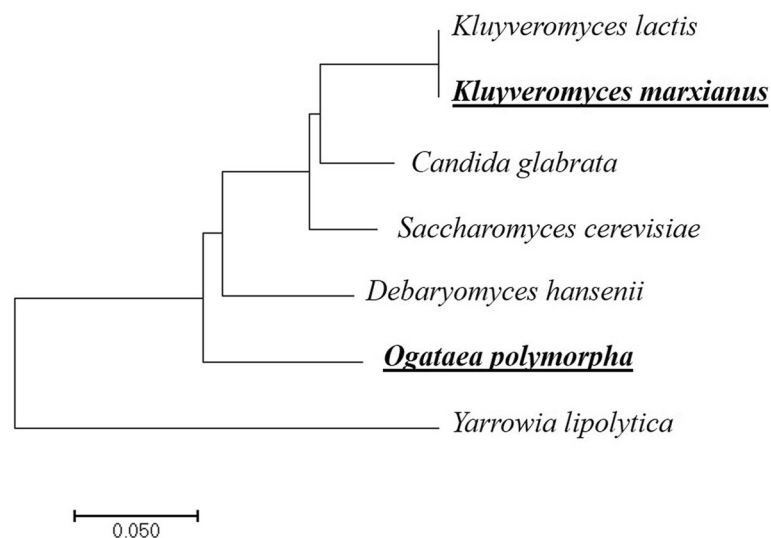 Kluyveromyces lactis
Kluyveromyces marxianus
Candida glabrata
Saccharomyces cerevisiae
Debaryomyces hansenii
Ogataea polymorpha
Yarrowia lipolytica
0.050